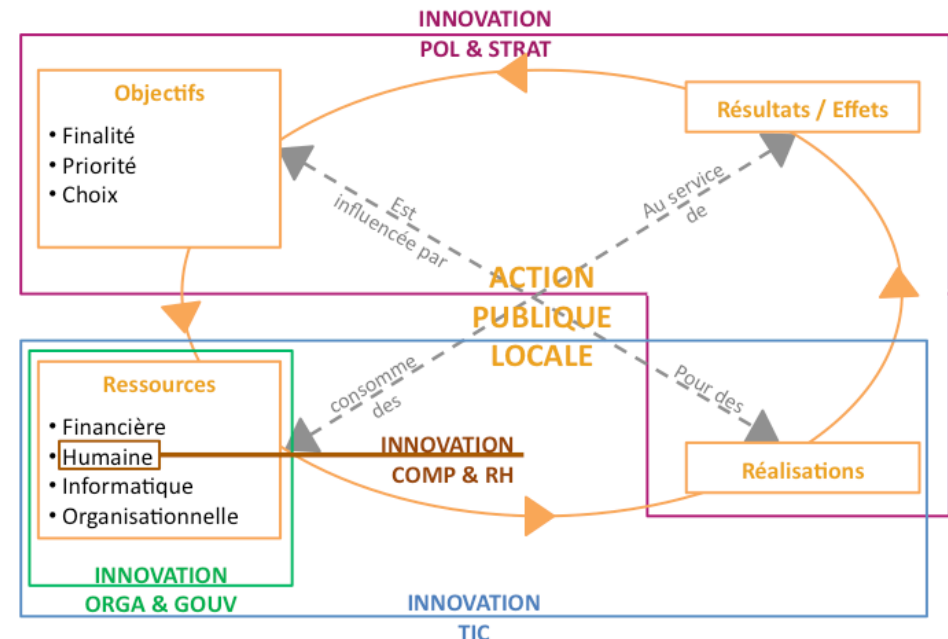 INNOVATION
POL & STRAT
Objectifs
• Finalité
• Priorité
• Choix
Résultats / Effets
Est
influencée par
Au service
de
ACTION
PUBLIQUE
LOCALE
consomme
des
Pour des
Ressources
• Financière
• Humaine
• Informatique
• Organisationnelle
INNOVATION
COMP & RH
Réalisations
INNOVATION
ORGA & GOUV
INNOVATION
TIC